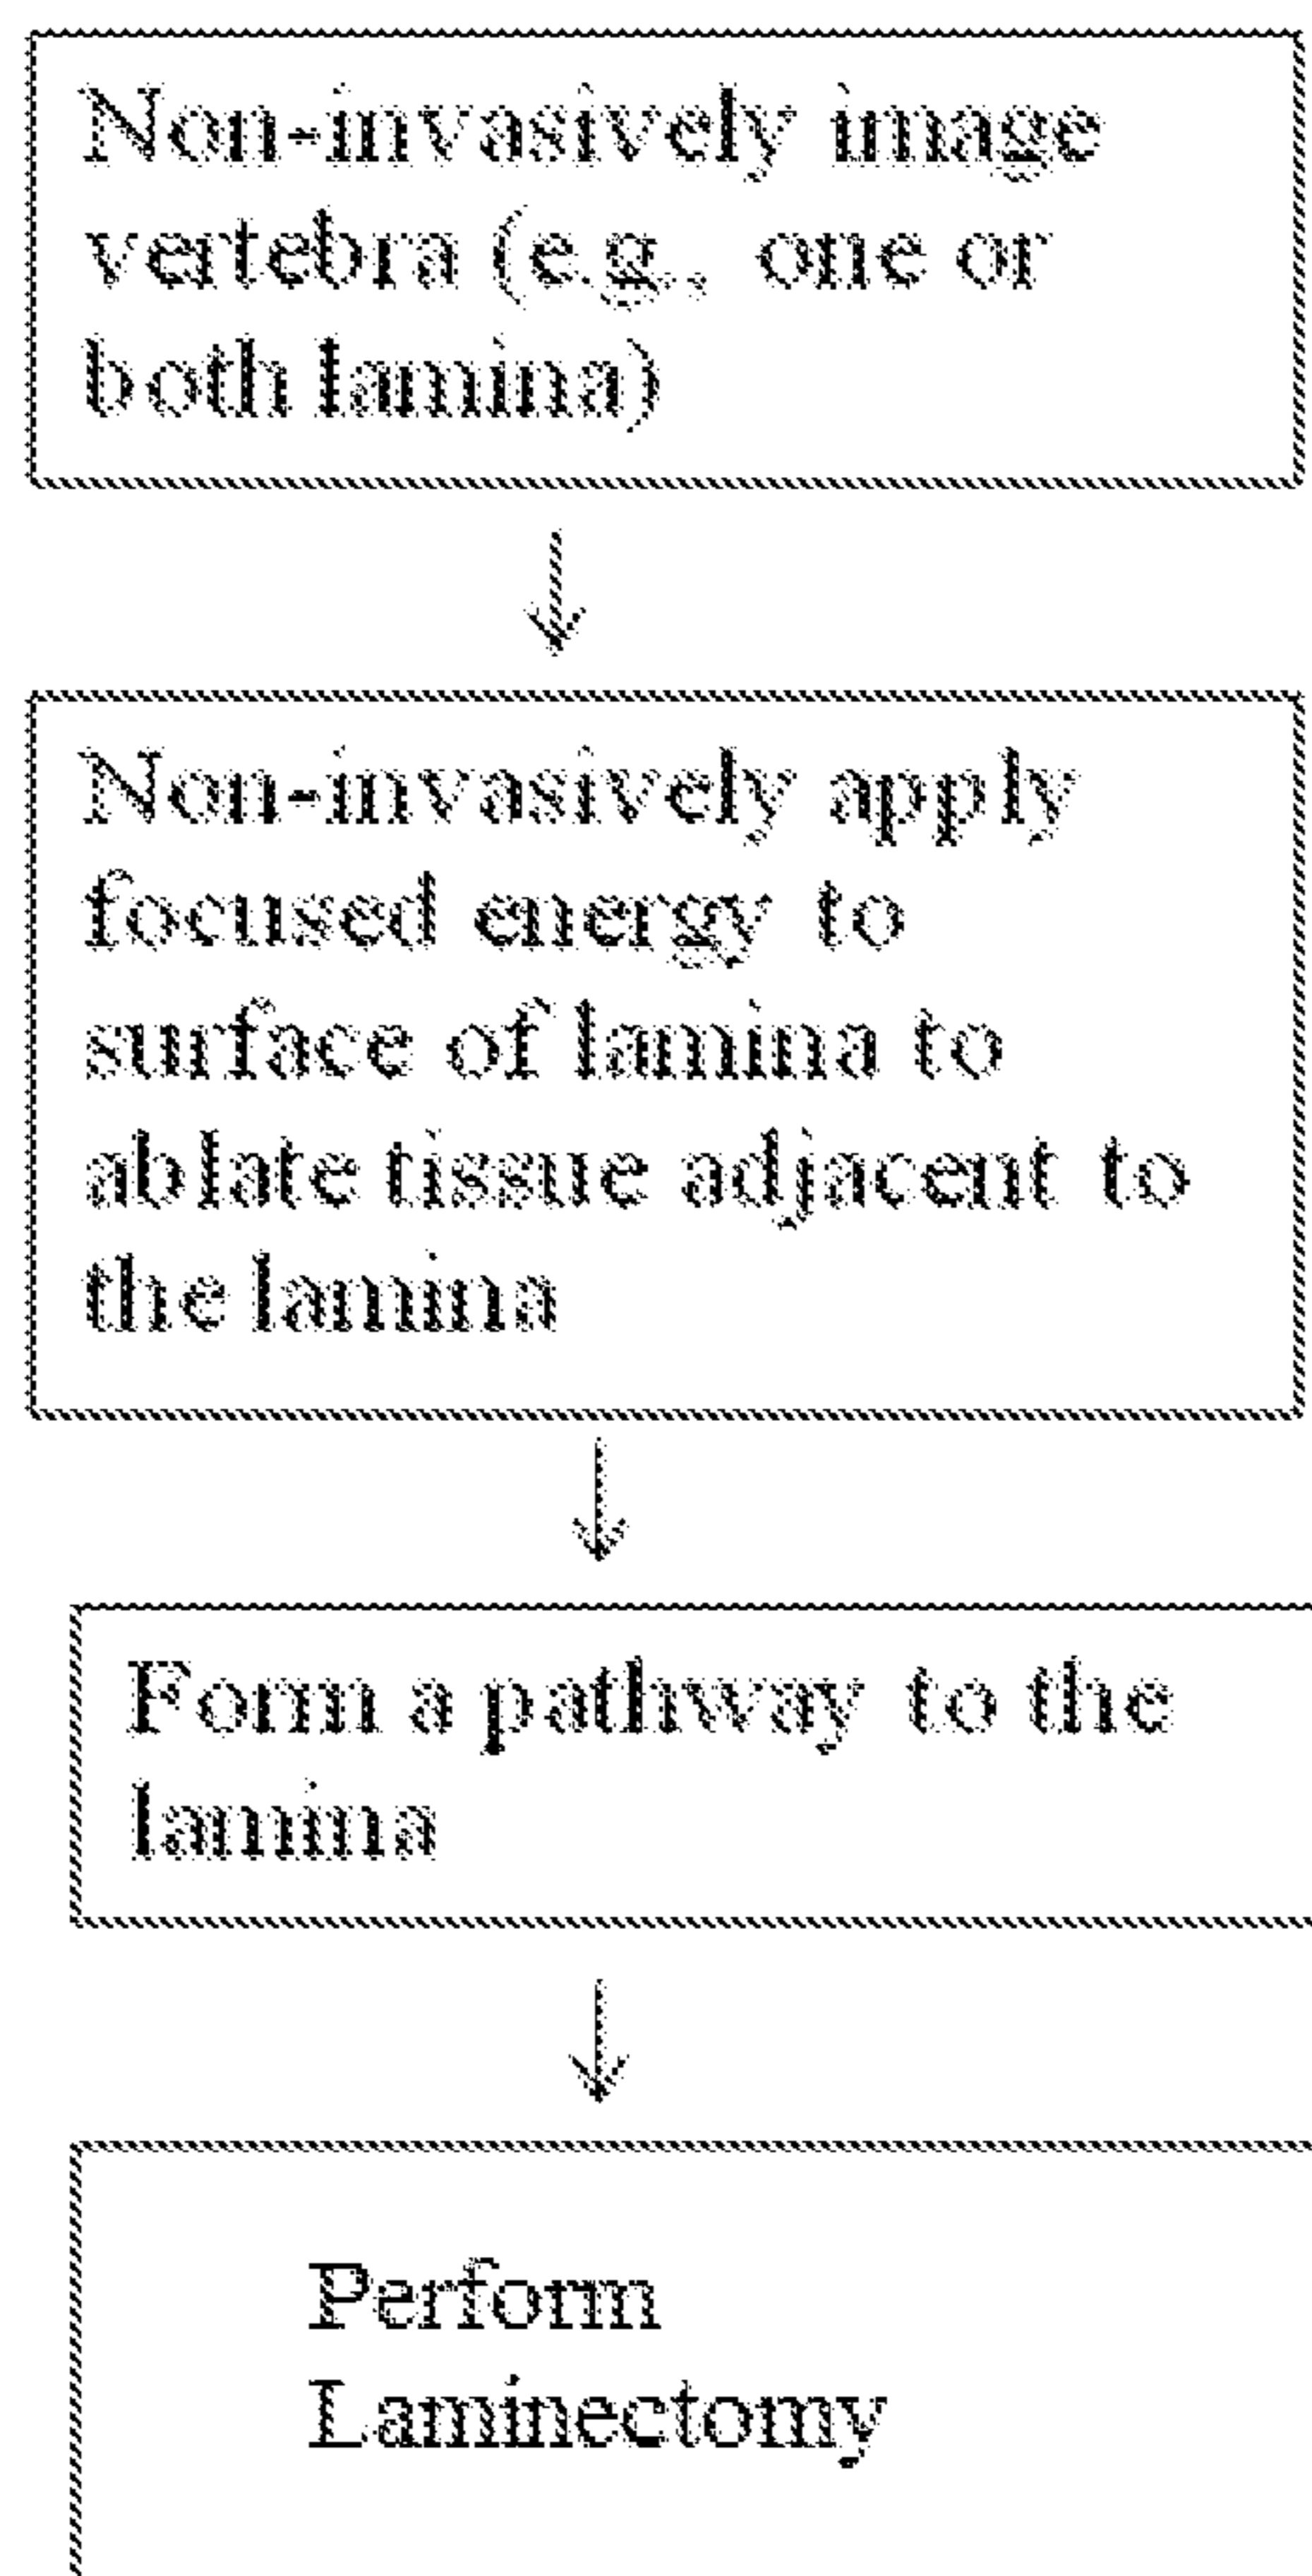 Non-invasively image
vertebra (e.g., one or
both lamina)
Non-invasively apply
focused energy to
surface of lamina to
ablate tissue adjacent to
the lamina
Form a pathway to the
lamina
Perform
Laminectomy